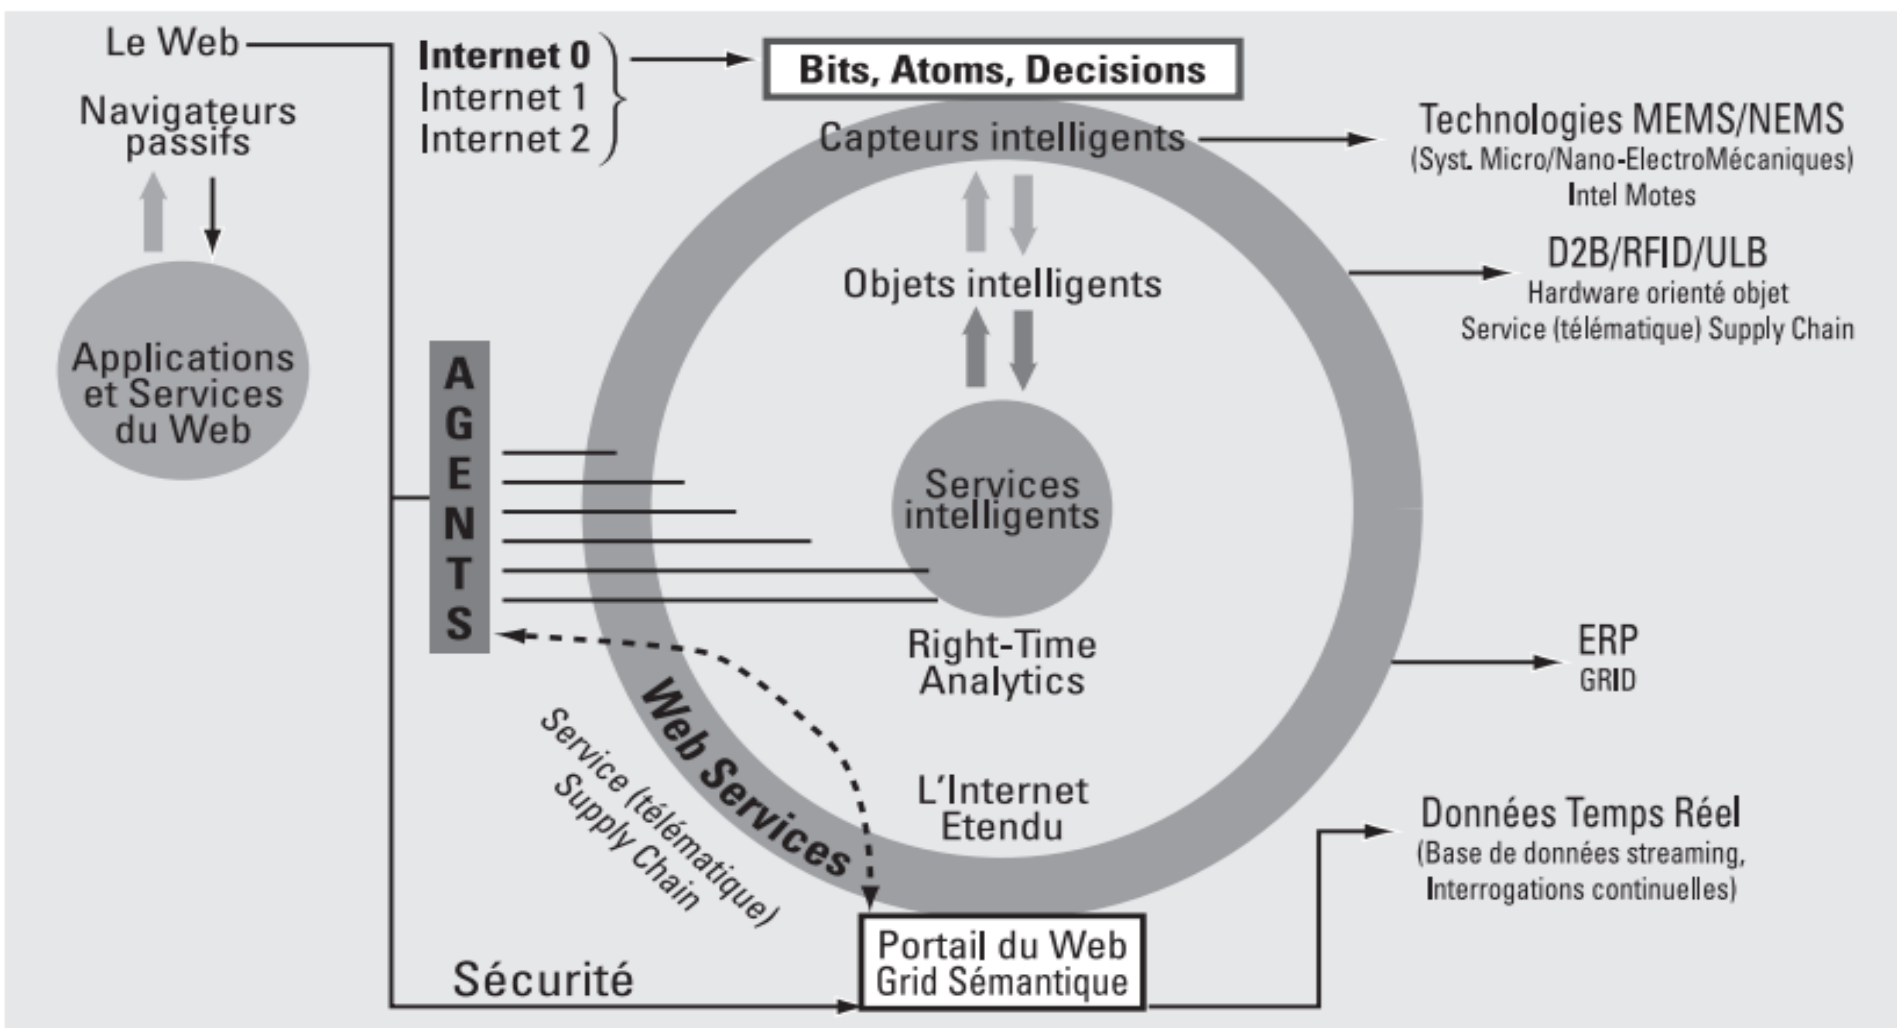 Le Web
Navigateurs
passifs
Applications
et Services
du Web
Internet 0
Internet 1
Internet 2
Bits, Atoms, Decisions
Capteurs intelligents
Objets intelligents
Services
intelligents
Right-Time
Analytics
L'Internet
Etendu
AGENTS
Web Services
Service (télématique)
Supply Chain
Sécurité
Portail du Web
Grid Sémantique
Technologies MEMS/NEMS
(Syst. Micro/Nano-ElectroMécaniques)
Intel Motes
D2B/RFID/ULB
Hardware orienté objet
Service (télématique) Supply Chain
ERP
GRID
Données Temps Réel
(Base de données streaming,
Interrogations continuelles)